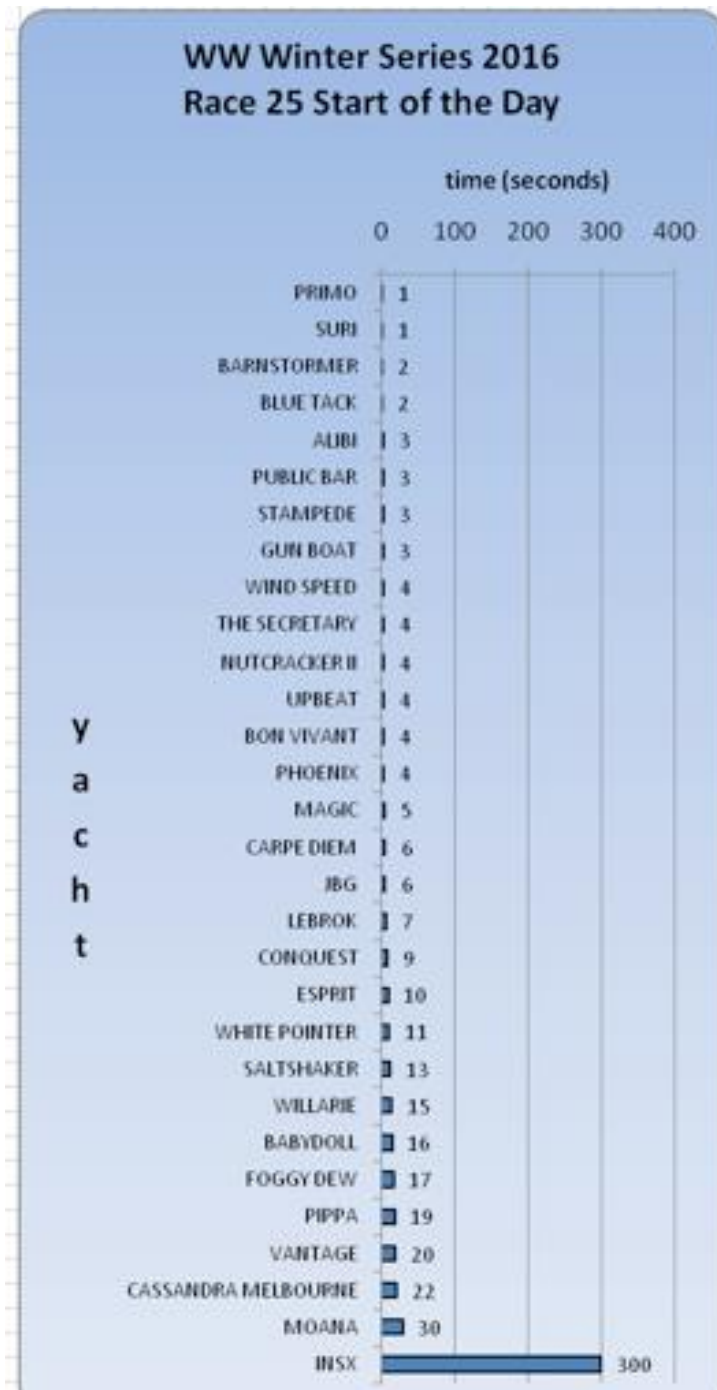 WW Winter Series 2016
Race 25 Start of the Day
time (seconds)
0 100 200 300 400
PRIMO 1
SURI 1
BARNSTORMER 2
BLUE TACK 2
ALIBI 3
PUBLIC BAR 3
STAMPEDE 3
GUN BOAT 3
WIND SPEED 4
THE SECRETARY 4
NUTCRACKER II 4
UPBEAT 4
BON VIVANT 4
PHOENIX 4
MAGIC 5
CARPE DIEM 6
JBG 6
LEBROK 7
CONQUEST 9
ESPRIT 10
WHITE POINTER 11
SALTSHAKER 13
WILLARIE 15
BABYDOLL 16
FOGGY DEW 17
PIPPA 19
VANTAGE 20
CASSANDRA MELBOURNE 22
MOANA 30
INSX 300
yacht